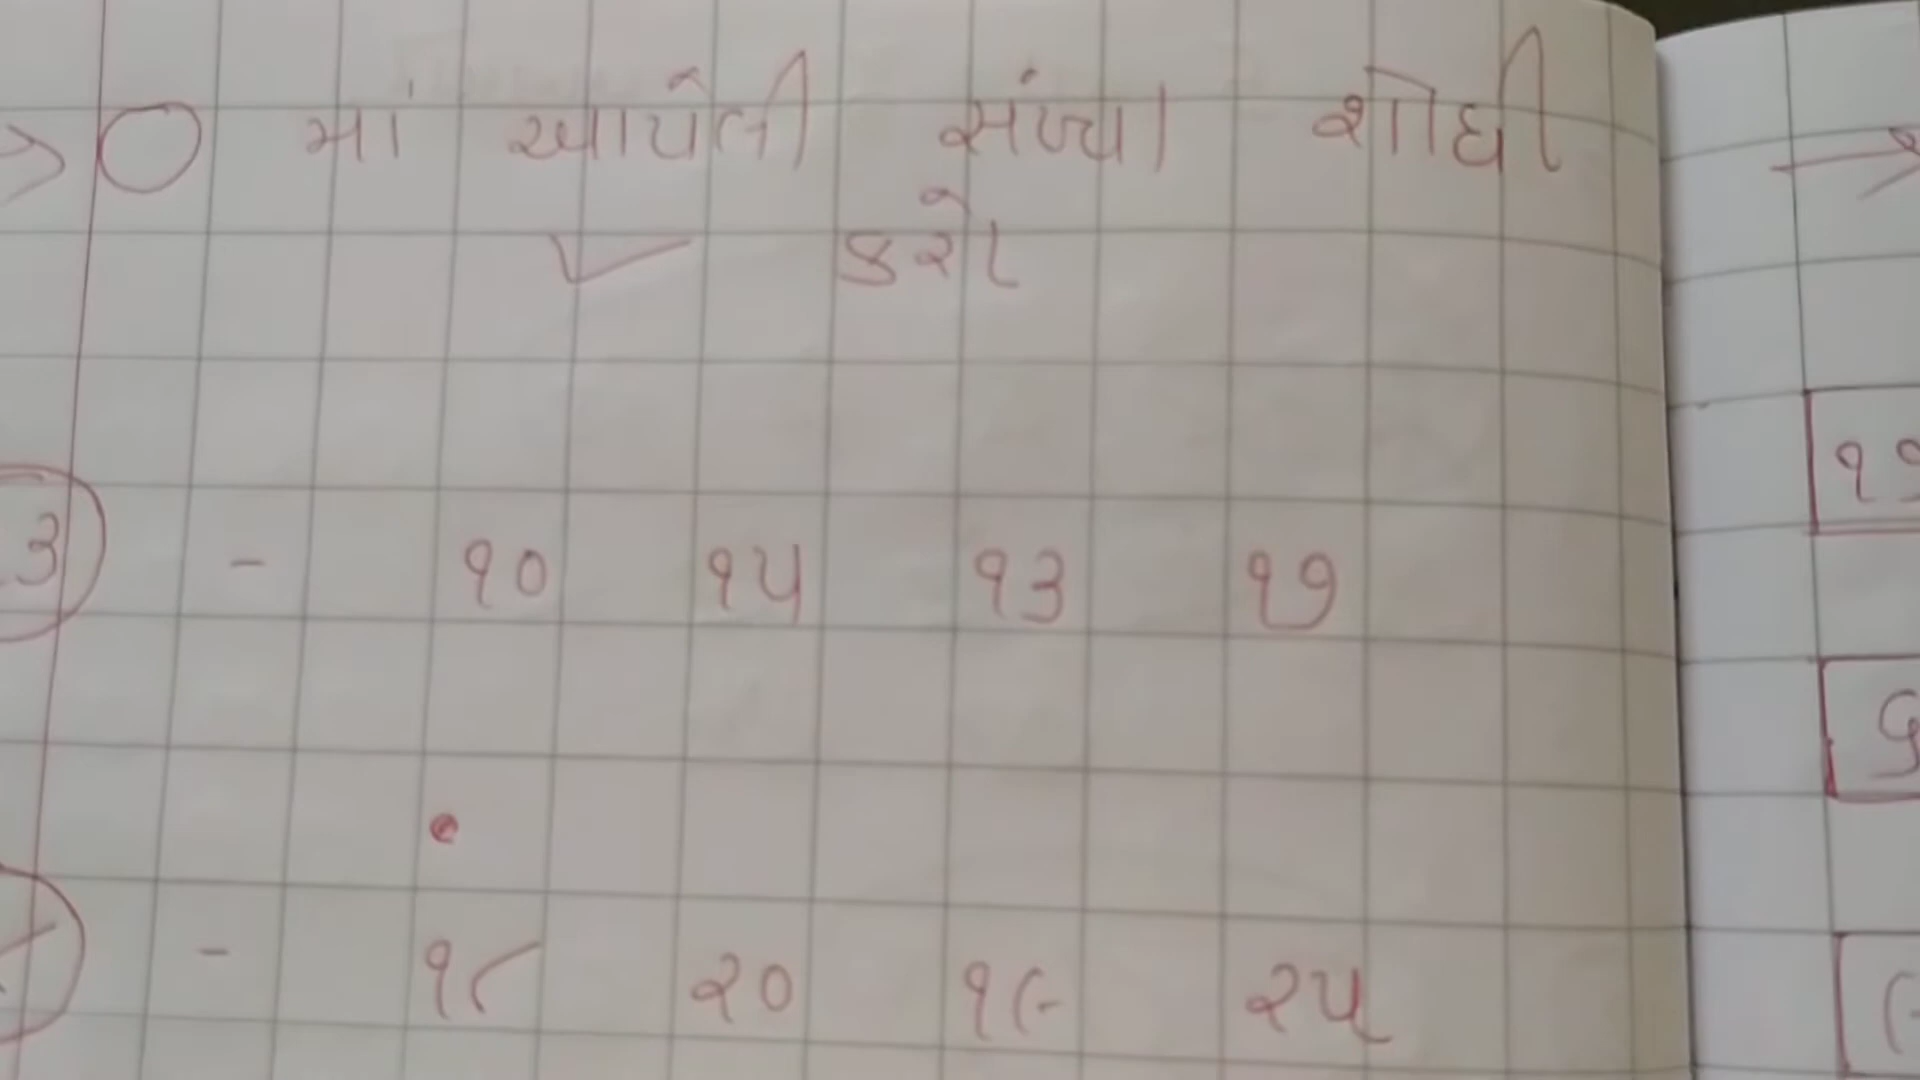 → ○ માં આપેલી સંખ્યા શોધી
✓ કરો
૩ - ૧૦ ૧૫ ૧૩ ૧૭
- ૧૮ ૨૦ ૧૯ ૨૫